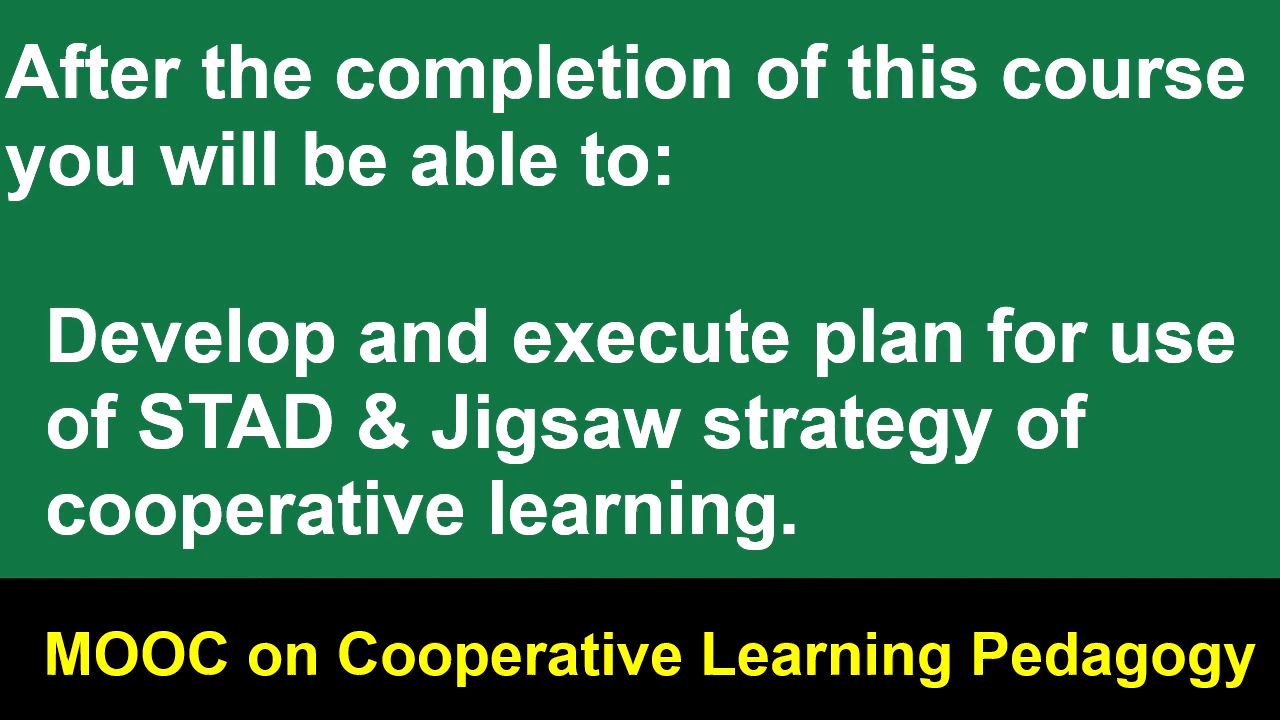 After the completion of this course
you will be able to:
Develop and execute plan for use
of STAD & Jigsaw strategy of
cooperative learning.
MOOC on Cooperative Learning Pedagogy